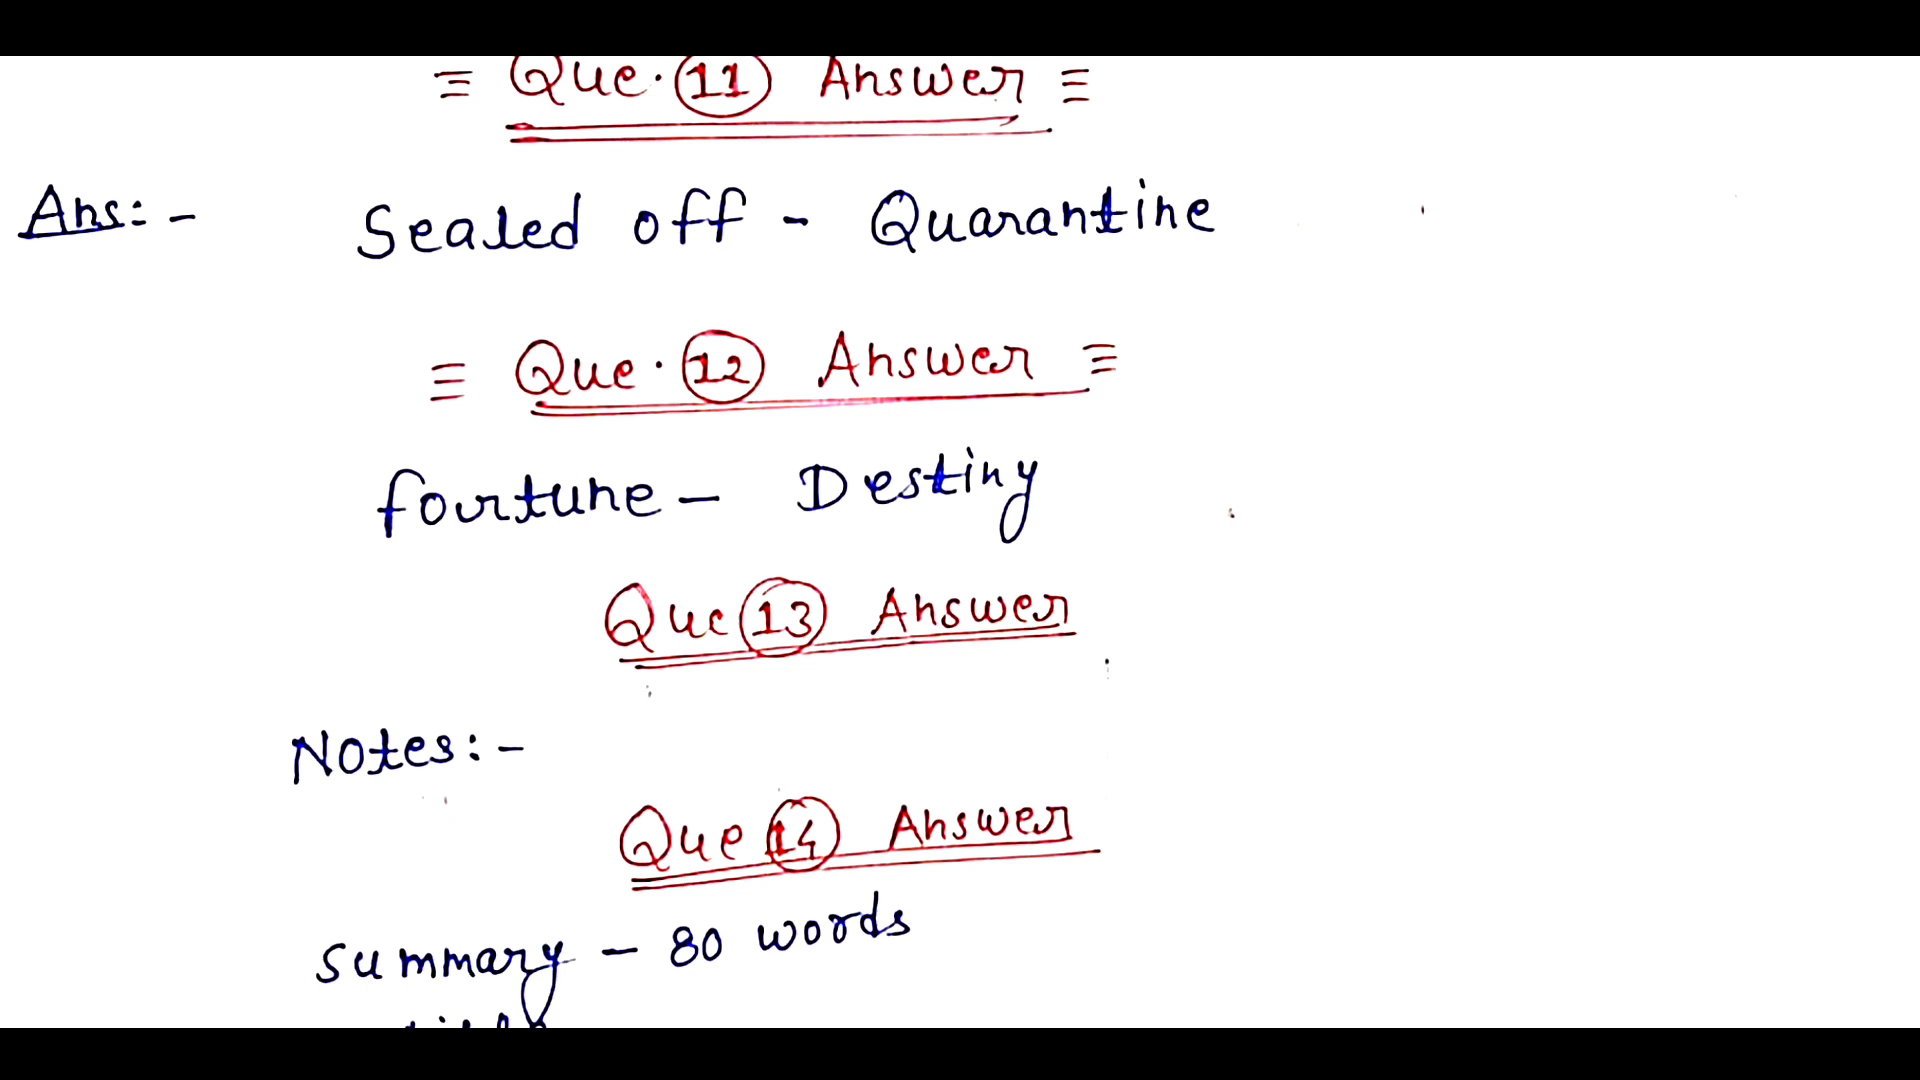 ≡ Que. 11 Answer ≡
Ans:- Sealed off - Quarantine
≡ Que. 12 Answer ≡
fourtune - Destiny
Que 13 Answer
Notes:-
Que 14 Answer
summary - 80 words